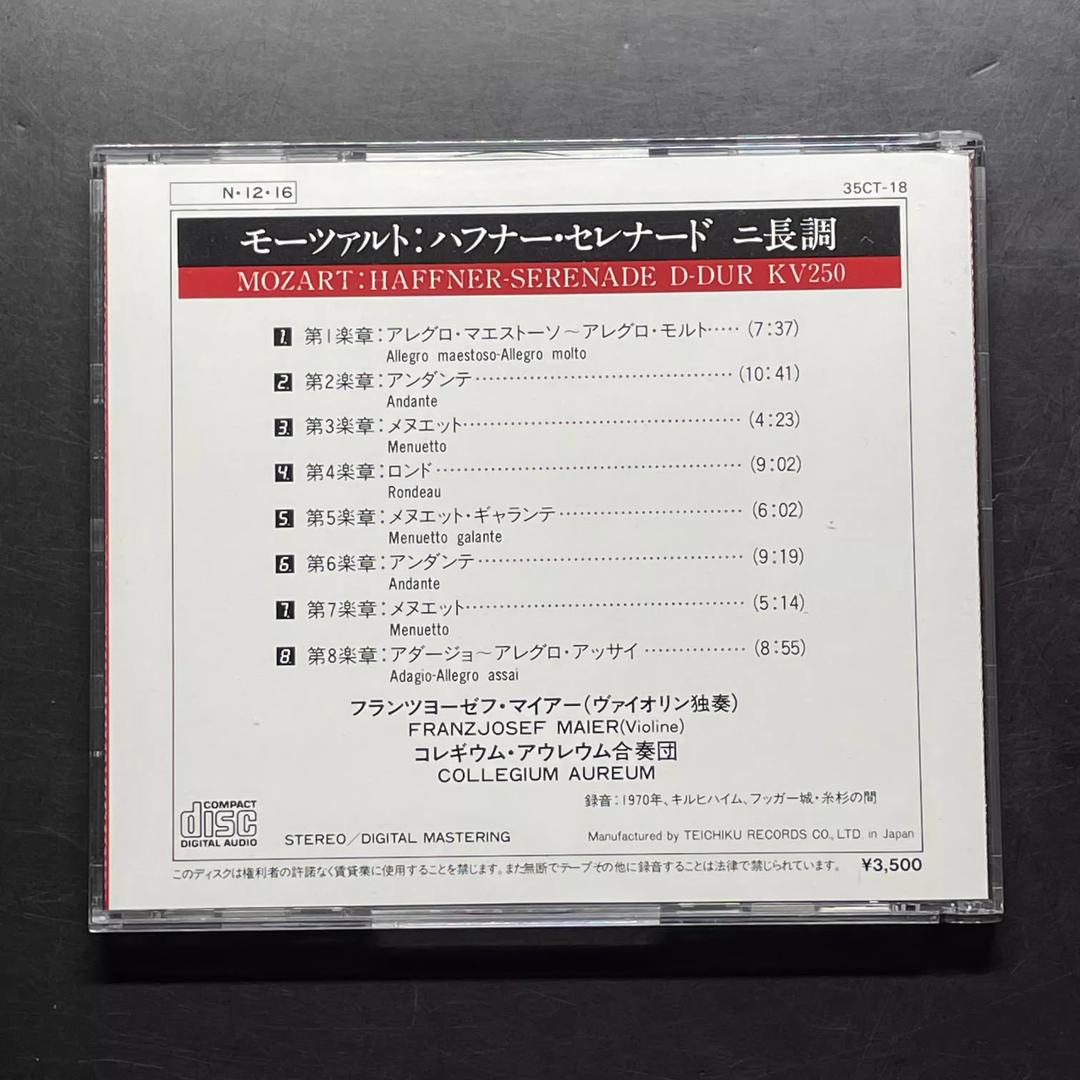 N・12・16
35CT-18
モーツァルト：ハフナー・セレナード ニ長調
MOZART:HAFFNER-SERENADE D-DUR KV250
1. 第1楽章：アレグロ・マエストーソ～アレグロ・モルト・・・・・ (7:37)
Allegro maestoso-Allegro molto
2. 第2楽章：アンダンテ・・・・・・・・・・・・・・・・・・・・・・・・・・・・・・・・・・・ (10:41)
Andante
3. 第3楽章：メヌエット・・・・・・・・・・・・・・・・・・・・・・・・・・・・・・・・・・・・・ (4:23)
Menuetto
4. 第4楽章：ロンド・・・・・・・・・・・・・・・・・・・・・・・・・・・・・・・・・・・・・・・・ (9:02)
Rondeau
5. 第5楽章：メヌエット・ギャランテ・・・・・・・・・・・・・・・・・・・・・・・・ (6:02)
Menuetto galante
6. 第6楽章：アンダンテ・・・・・・・・・・・・・・・・・・・・・・・・・・・・・・・・・・・ (9:19)
Andante
7. 第7楽章：メヌエット・・・・・・・・・・・・・・・・・・・・・・・・・・・・・・・・・・・・・ (5:14)
Menuetto
8. 第8楽章：アダージョ～アレグロ・アッサイ・・・・・・・・・・・・・・ (8:55)
Adagio-Allegro assai
フランツヨーゼフ・マイアー(ヴァイオリン独奏)
FRANZJOSEF MAIER(Violine)
コレギウム・アウレウム合奏団
COLLEGIUM AUREUM
録音：1970年、キルヒハイム、フッガー城・糸杉の間
COMPACT
disc
DIGITAL AUDIO
STEREO／DIGITAL MASTERING
Manufactured by TEICHIKU RECORDS CO., LTD. in Japan
このディスクは権利者の許諾なく賃貸業に使用することを禁じます。また無断でテープその他に録音することは法律で禁じられています。
¥3,500